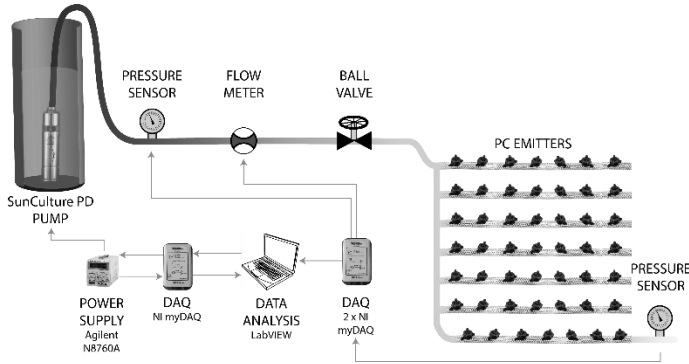 PRESSURE
SENSOR
FLOW
METER
BALL
VALVE
PC EMITTERS
SunCulture PD
PUMP
PRESSURE
SENSOR
POWER
SUPPLY
Agilent
N8760A
DAQ
NI myDAQ
DATA
ANALYSIS
LabVIEW
DAQ
2 x NI
myDAQ